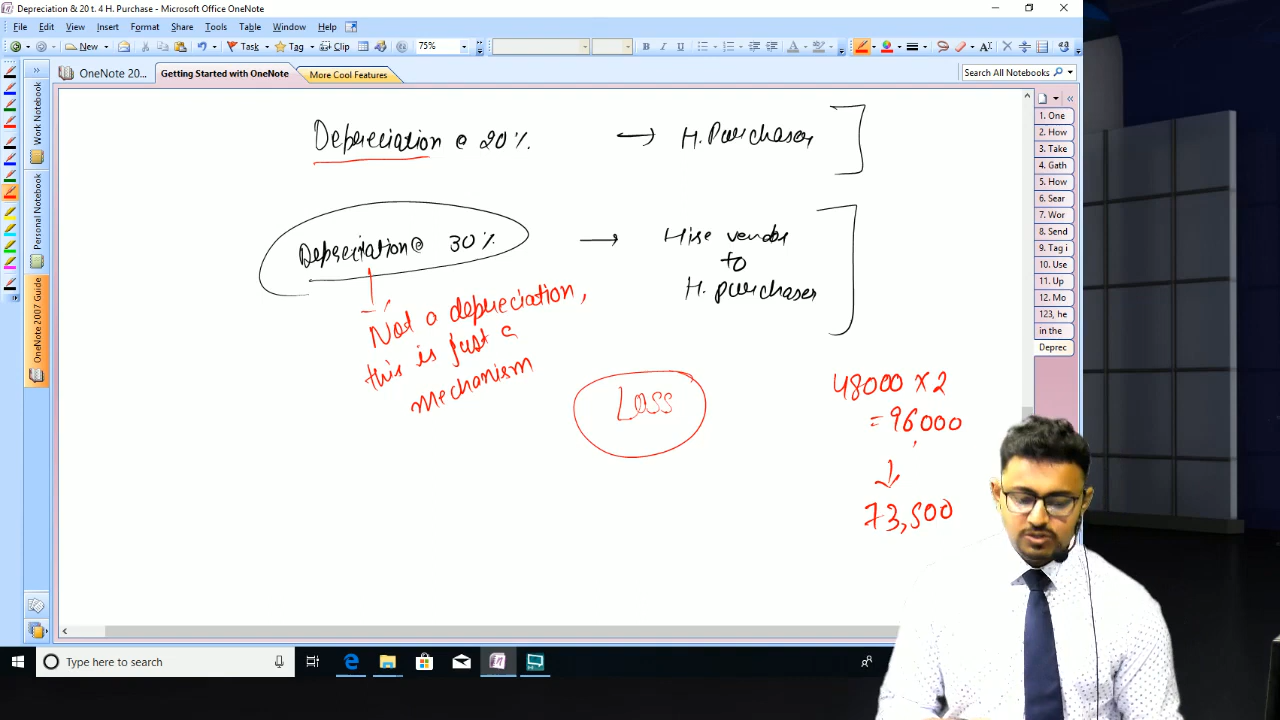 Depreciation & 20 t. 4 H. Purchase - Microsoft Office OneNote
File Edit View Insert Format Share Tools Table Window Help
New Task Tag Clip 75% B I U A
OneNote 20... Getting Started with OneNote More Cool Features Search All Notebooks
Work Notebook
Personal Notebook
OneNote 2007 Guide
Depreciation @ 20%. → H. Purchaser
Depreciation @ 30% → Hire vendor
to
H. purchaser
Not a depreciation,
this is just a
mechanism
Loss
48000 × 2
= 96000
↓
73,500
1. One
2. How
3. Take
4. Gath
5. How
6. Sear
7. Wor
8. Send
9. Tag i
10. Use
11. Up
12. Mo
123, he
in the
Deprec
Type here to search